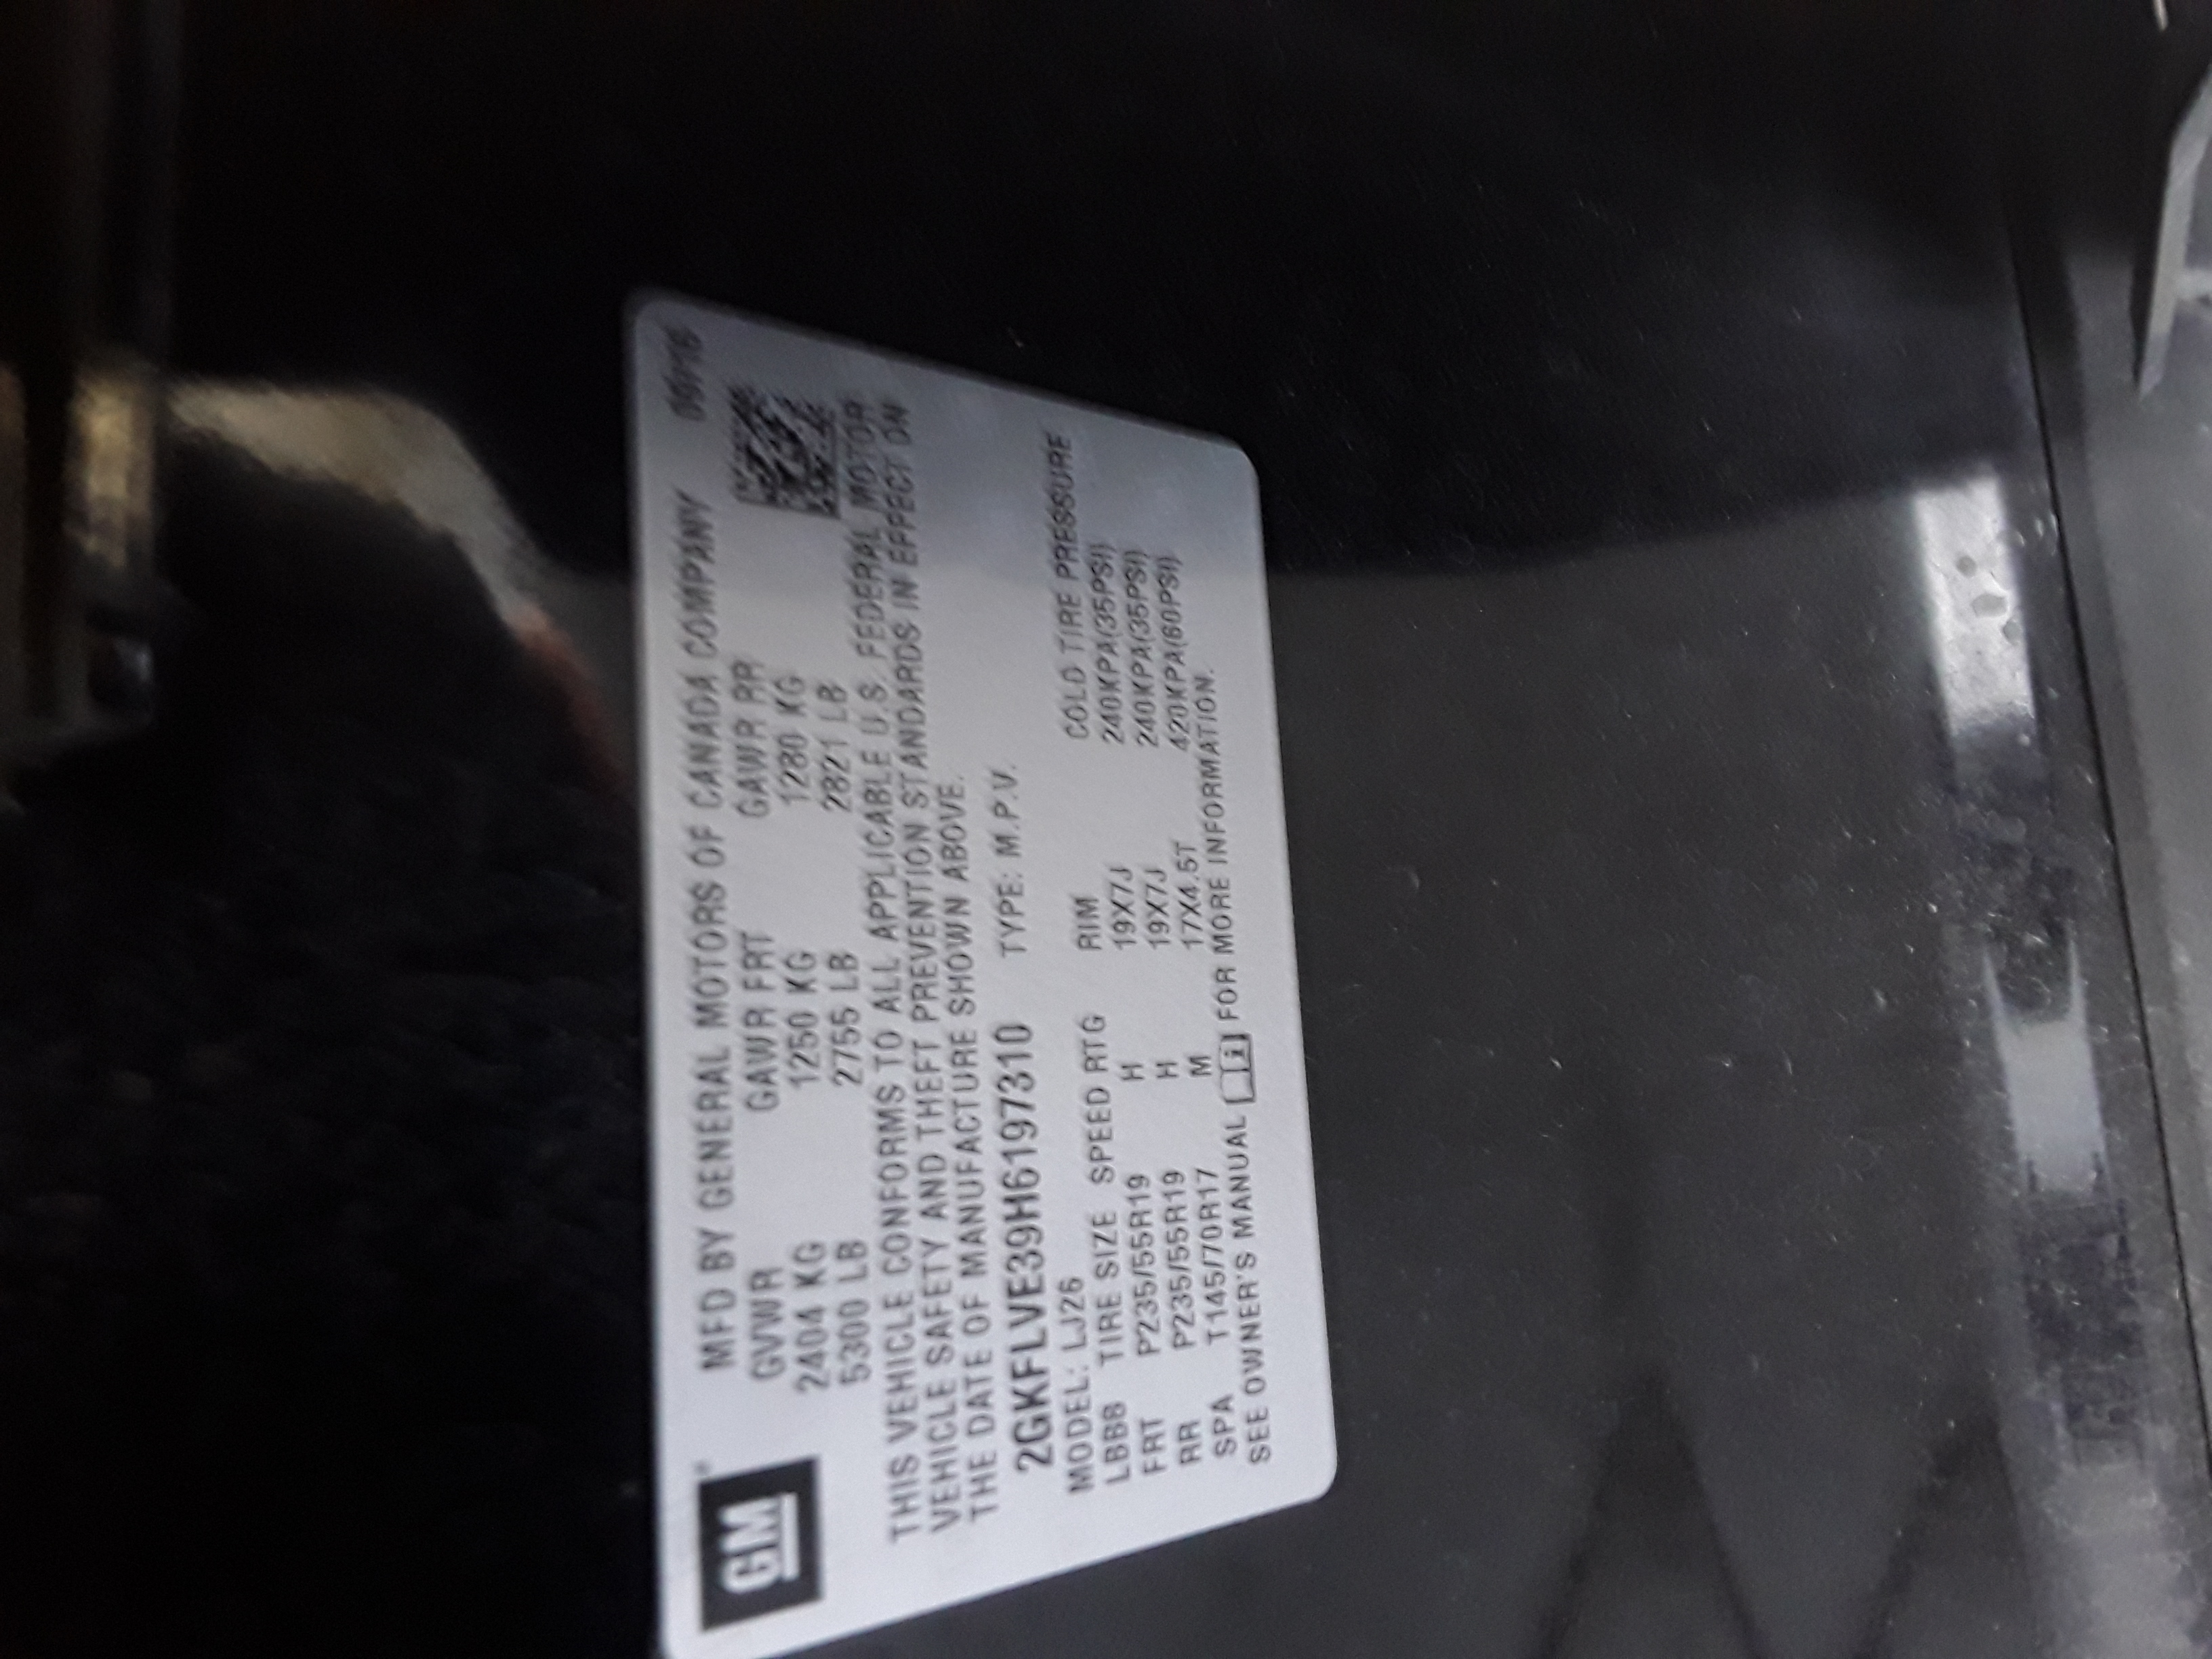 GM
MFD BY GENERAL MOTORS OF CANADA COMPANY
GVWR GAWR FRT GAWR RR
2404 KG 1250 KG 1280 KG
5300 LB 2755 LB 2821 LB
THIS VEHICLE CONFORMS TO ALL APPLICABLE U.S. FEDERAL MOTOR
VEHICLE SAFETY AND THEFT PREVENTION STANDARDS IN EFFECT ON
THE DATE OF MANUFACTURE SHOWN ABOVE.
2GKFLVE39H6197310 TYPE: M.P.V.
MODEL: LJ26
LBBB TIRE SIZE SPEED RTG RIM COLD TIRE PRESSURE
FRT P235/55R19 H 19X7J 240KPA(35PSI)
RR P235/55R19 H 19X7J 240KPA(35PSI)
SPA T145/70R17 M 17X4.5T 420KPA(60PSI)
SEE OWNER'S MANUAL FOR MORE INFORMATION.